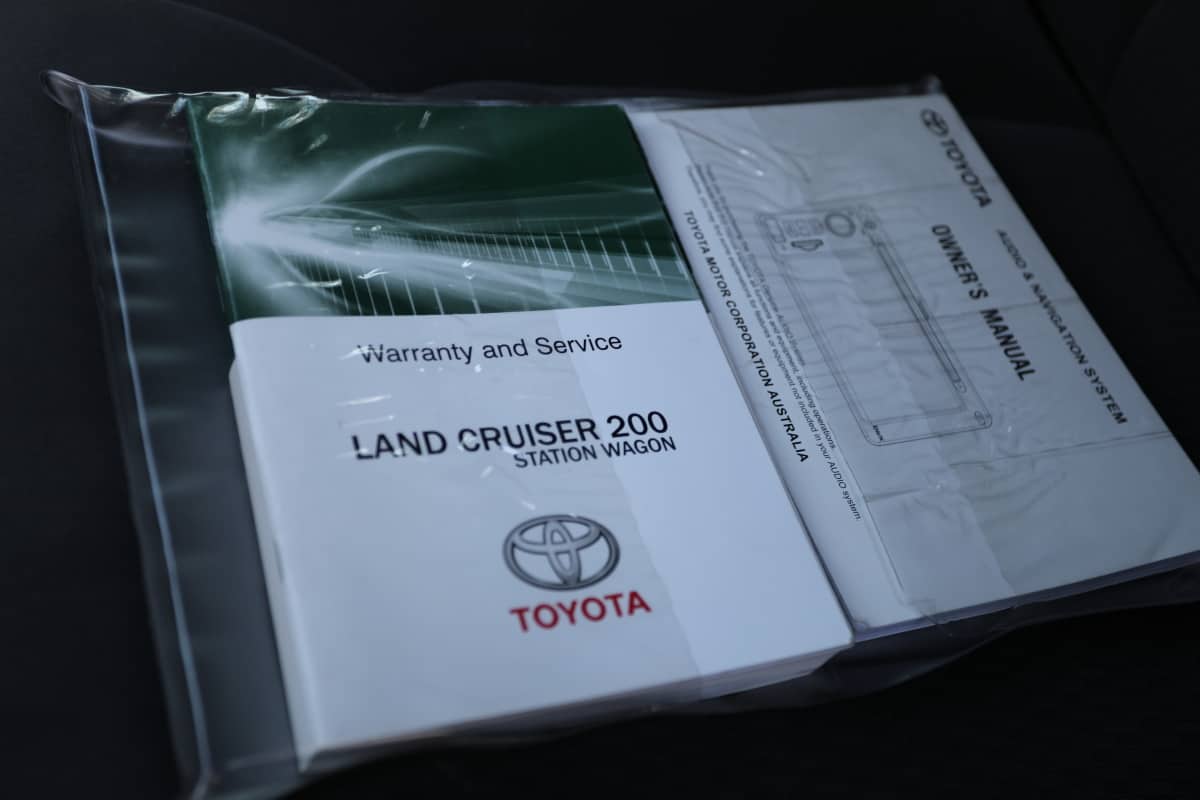 Warranty and Service
LAND CRUISER 200
STATION WAGON
TOYOTA
TOYOTA
AUDIO & NAVIGATION SYSTEM
OWNER'S MANUAL
TOYOTA MOTOR CORPORATION AUSTRALIA